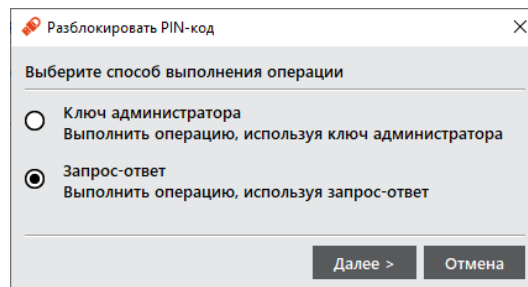 Разблокировать PIN-код
Выберите способ выполнения операции
Ключ администратора
Выполнить операцию, используя ключ администратора
Запрос-ответ
Выполнить операцию, используя запрос-ответ
Далее > Отмена